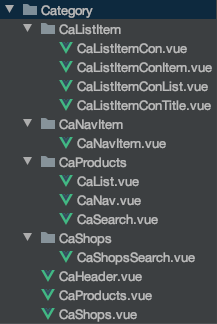 Category
CaListItem
CaListItemCon.vue
CaListItemConItem.vue
CaListItemConList.vue
CaListItemConTitle.vue
CaNavItem
CaNavItem.vue
CaProducts
CaList.vue
CaNav.vue
CaSearch.vue
CaShops
CaShopsSearch.vue
CaHeader.vue
CaProducts.vue
CaShops.vue